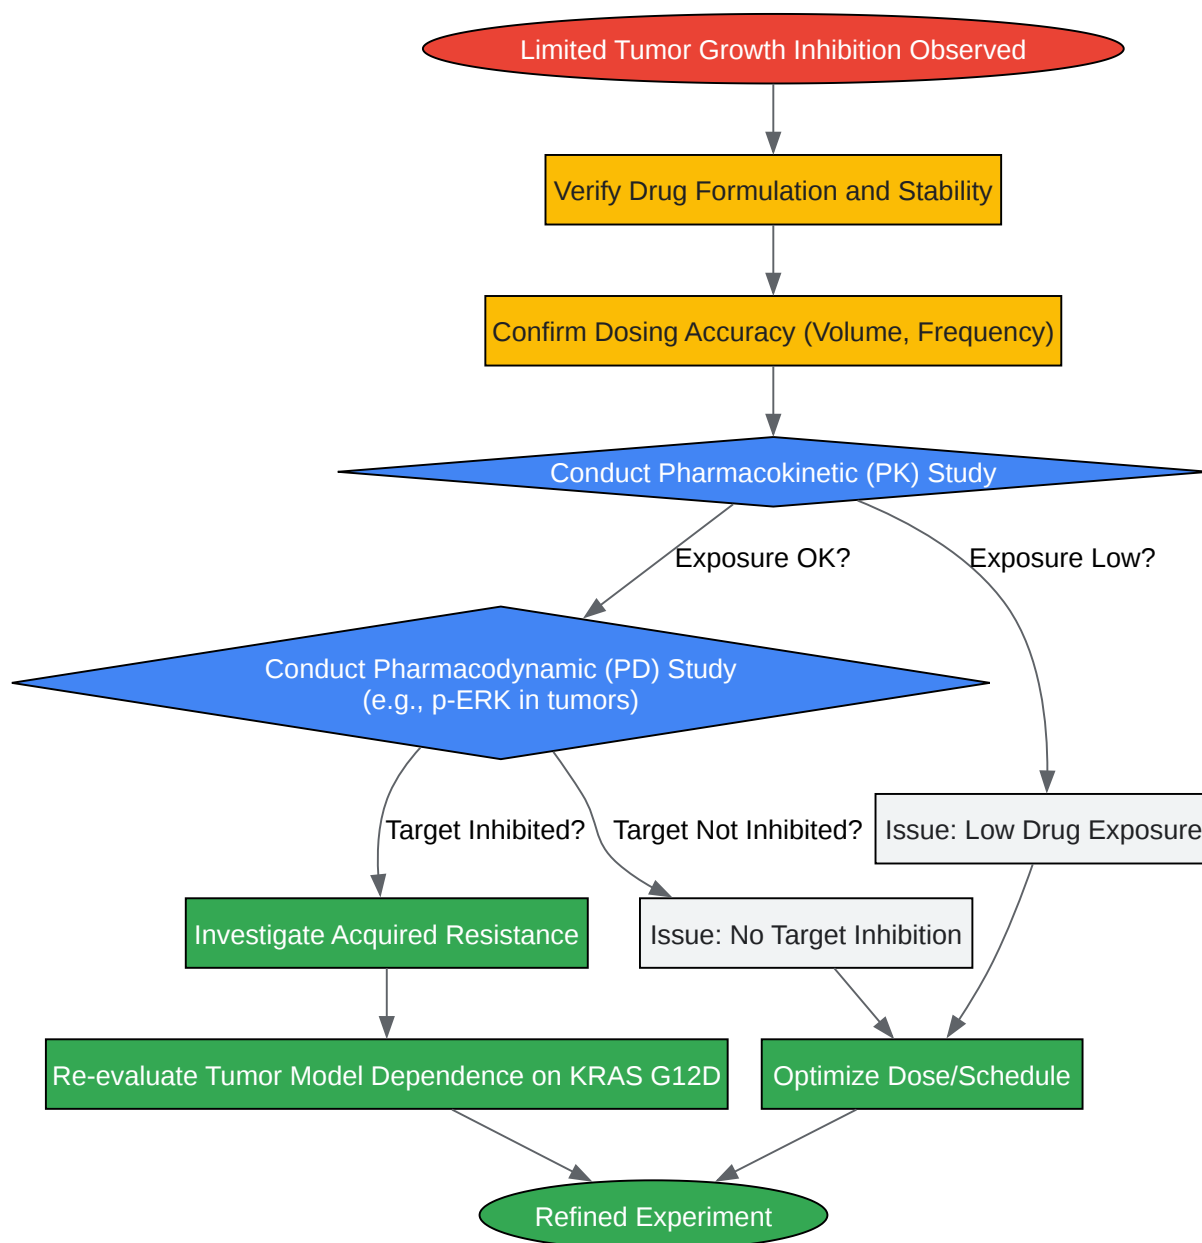 Limited Tumor Growth Inhibition Observed
Verify Drug Formulation and Stability
Confirm Dosing Accuracy (Volume, Frequency)
Conduct Pharmacokinetic (PK) Study
Exposure OK?
Exposure Low?
Conduct Pharmacodynamic (PD) Study
(e.g., p-ERK in tumors)
Target Inhibited?
Target Not Inhibited?
Issue: Low Drug Exposure
Investigate Acquired Resistance
Issue: No Target Inhibition
Re-evaluate Tumor Model Dependence on KRAS G12D
Optimize Dose/Schedule
Refined Experiment